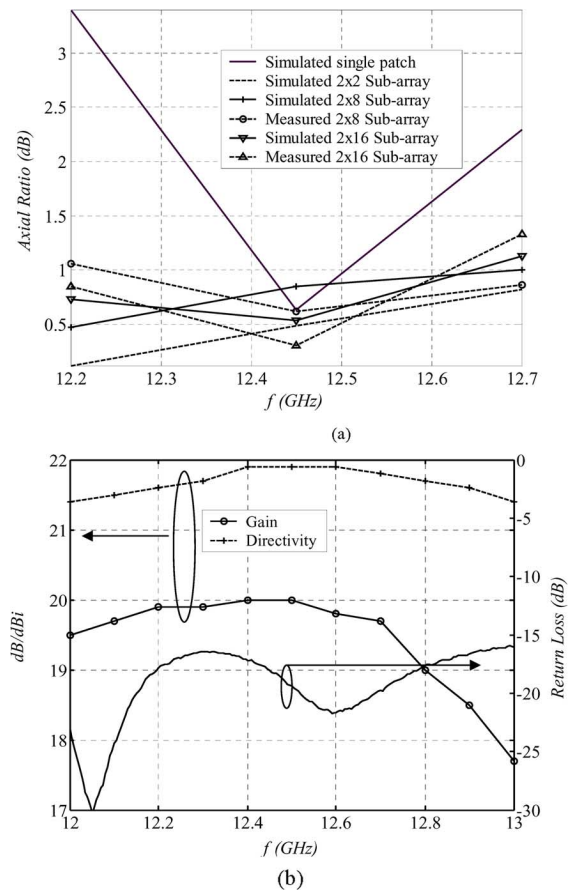 3
2.5
2
1.5
1
0.5
Axial Ratio (dB)
Simulated single patch
Simulated 2x2 Sub-array
Simulated 2x8 Sub-array
Measured 2x8 Sub-array
Simulated 2x16 Sub-array
Measured 2x16 Sub-array
12.2 12.3 12.4 12.5 12.6 12.7
f (GHz)
(a)
22
21
20
19
18
17
dB/dBi
Gain
Directivity
0
-5
-10
-15
-20
-25
-30
Return Loss (dB)
12 12.2 12.4 12.6 12.8 13
f (GHz)
(b)